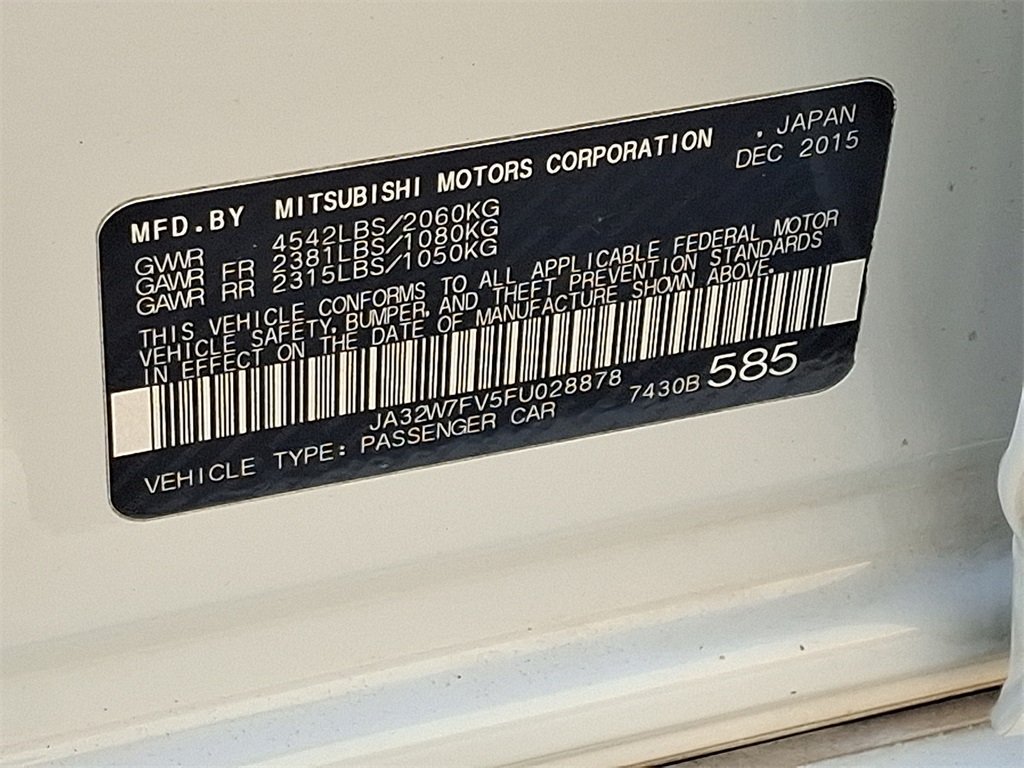 MFD.BY MITSUBISHI MOTORS CORPORATION . JAPAN
DEC 2015
GVWR 4542LBS/2060KG
GAWR FR 2381LBS/1080KG
GAWR RR 2315LBS/1050KG
THIS VEHICLE CONFORMS TO ALL APPLICABLE FEDERAL MOTOR
VEHICLE SAFETY, BUMPER, AND THEFT PREVENTION STANDARDS
IN EFFECT ON THE DATE OF MANUFACTURE SHOWN ABOVE.
JA32W7FV5FU028878 7430B 585
VEHICLE TYPE: PASSENGER CAR